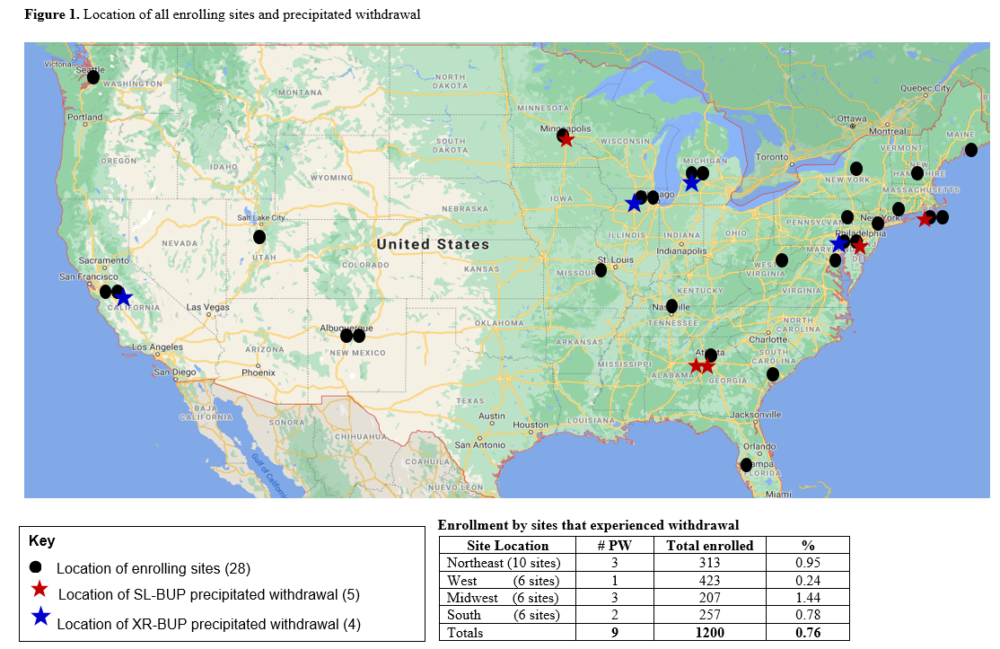 Figure 1. Location of all enrolling sites and precipitated withdrawal
Victoria
Seattle
WASHINGTON
MONTANA
NORTH
DAKOTA
MINNESOTA
Quebec City
Portland
Minneapolis
WISCONSIN
Ottawa
Montreal
MAINE
OREGON
IDAHO
SOUTH
DAKOTA
MICHIGAN
Toronto
VERMONT
NEW
HAMPSHIRE
WYOMING
NEW YORK
MASSACHUSETTS
IOWA
ago
NEBRASKA
Salt Lake City
PENNSYLVAN
New York
NEVADA
UTAH
United States
ILLINOIS
INDIANA
OHIO
Philadelphia
Indianapolis
MARY
DEL
Sacramento
COLORADO
KANSAS
MISSOUR
St. Louis
WEST
VIRGINIA
San Francisco
CALIFORNIA
Las Vegas
KENTUCKY
VIRGINIA
Nashville
TENNESSEE
Albuquerque
OKLAHOMA
NORTH
CAROLINA
Los Angeles
ARIZONA
NEW MEXICO
ARKANSAS
Charlotte
Atlanta
SOUTH
CAROLINA
San Diego
Phoenix
MISSISSIPPI
ALABAMA
GEORGIA
TEXAS
BAJA
CALIFORNIA
SONORA
Austin
Houston
LOUISIANA
Jacksonville
CHIHUAHUA
San Antonio
Orlando
Gulf of California
COAHUILA
ampa
FLORIDA
NUEVO LEON
Miami
Key
Location of enrolling sites (28)
Location of SL-BUP precipitated withdrawal (5)
Location of XR-BUP precipitated withdrawal (4)
Enrollment by sites that experienced withdrawal
Site Location # PW Total enrolled %
Northeast (10 sites) 3 313 0.95
West (6 sites) 1 423 0.24
Midwest (6 sites) 3 207 1.44
South (6 sites) 2 257 0.78
Totals 9 1200 0.76